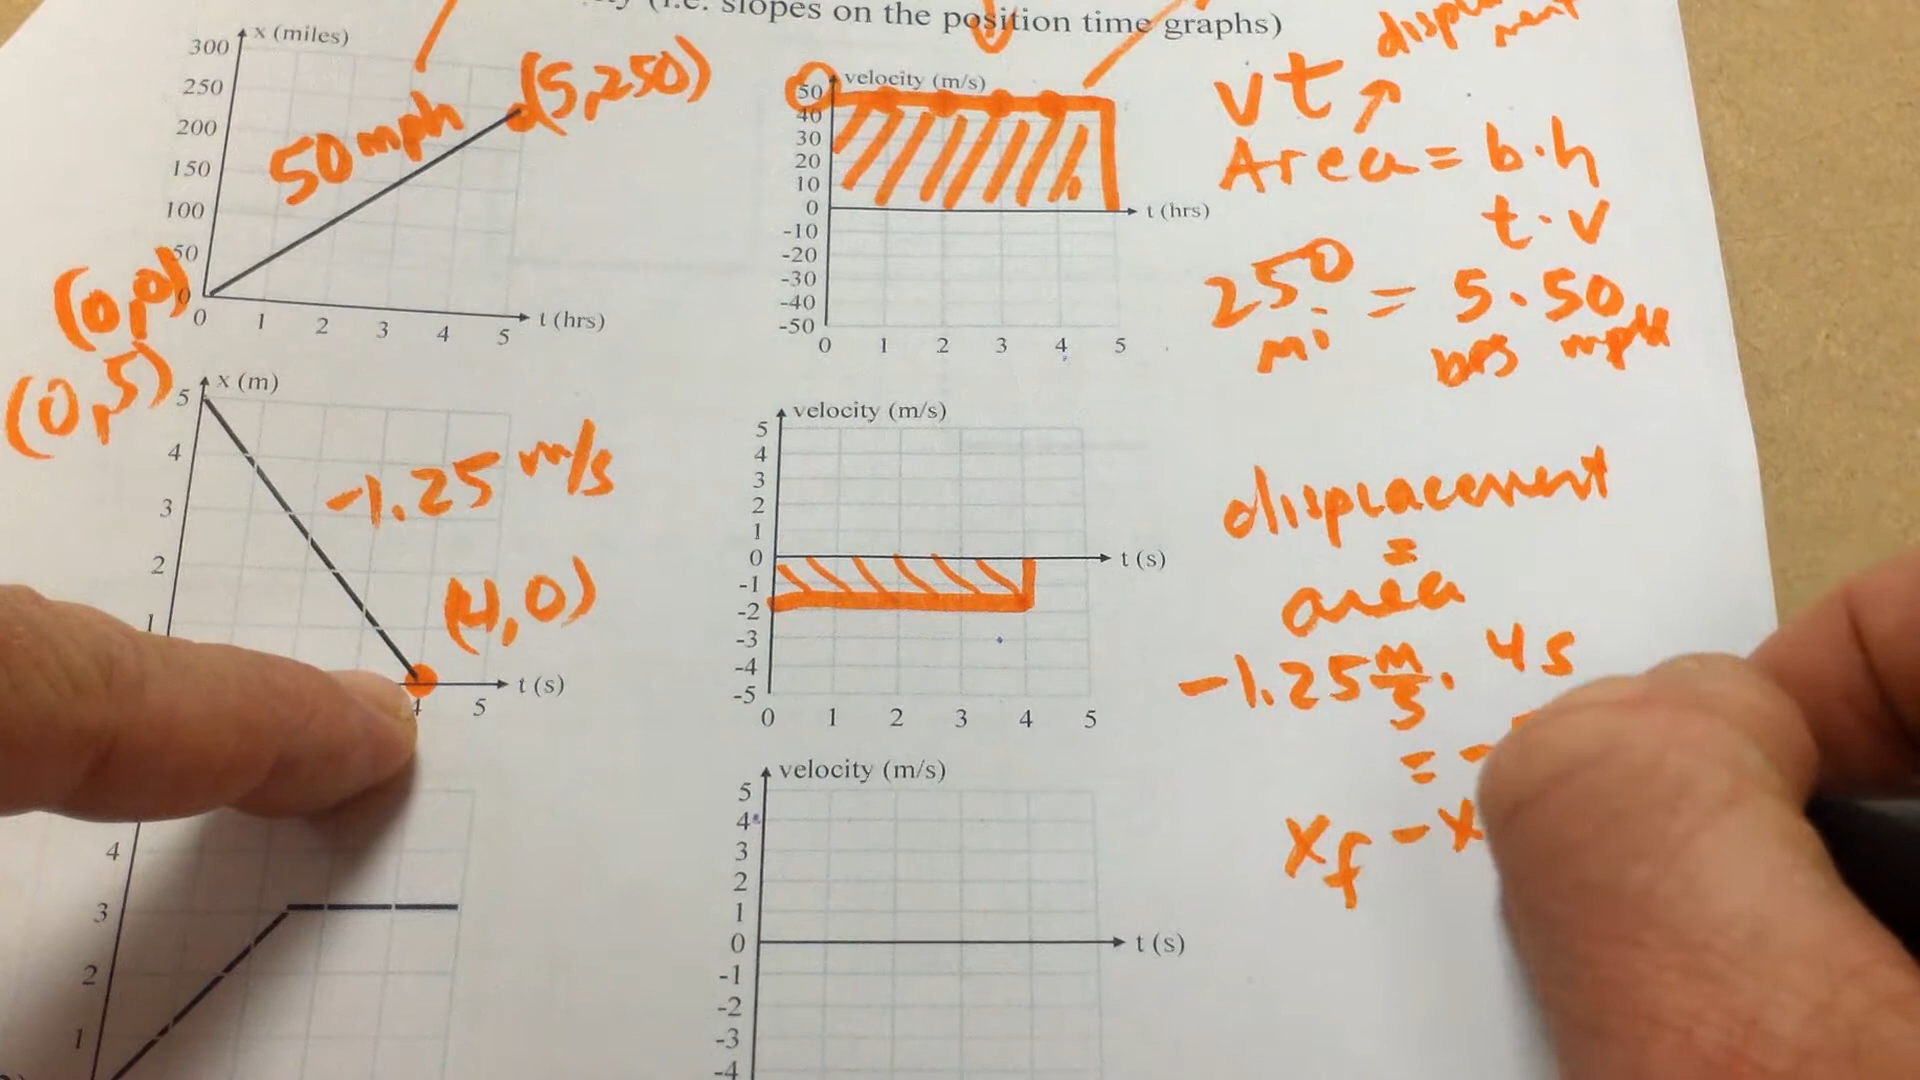 (i.e. slopes on the position time graphs)
x (miles)
300
250
200
150
100
50
0
0 1 2 3 4 5
t (hrs)
50 mph
(5,250)
(0,0)
velocity (m/s)
50
40
30
20
10
0
-10
-20
-30
-40
-50
0 1 2 3 4 5
t (hrs)
vt
Area = b·h
t·v
250 = 5·50
mi hrs mph
(0,5)
x (m)
5
4
3
2
1
4 5
t (s)
-1.25 m/s
(4,0)
velocity (m/s)
5
4
3
2
1
0
-1
-2
-3
-4
-5
0 1 2 3 4 5
t (s)
displacement
=
area
-1.25 m/s · 4s
= -
xf - x
4
3
2
1
velocity (m/s)
5
4
3
2
1
0
-1
-2
-3
-4
t (s)